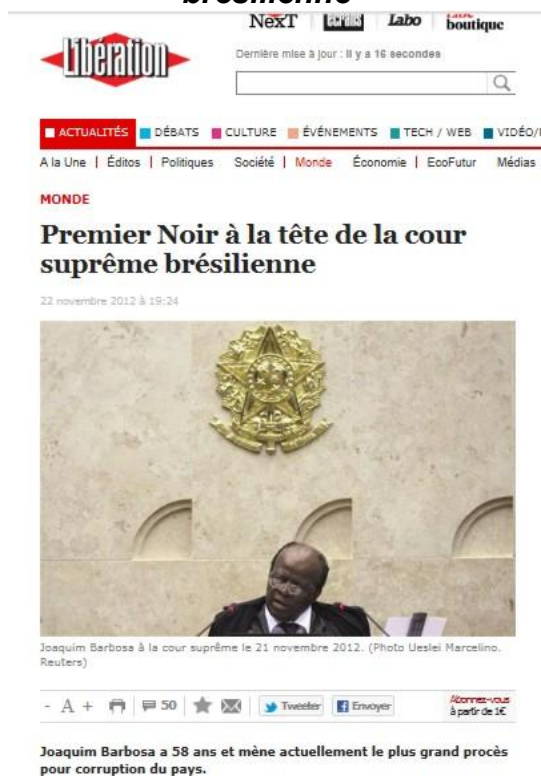 brésilienne
NEXT écrans Labo Labo boutique
Libération
Dernière mise à jour : Il y a 16 secondes
ACTUALITÉS DÉBATS CULTURE ÉVÉNEMENTS TECH / WEB VIDÉO/
A la Une | Éditos | Politiques Société | Monde Économie | EcoFutur Médias
MONDE
Premier Noir à la tête de la cour
suprême brésilienne
22 novembre 2012 à 19:24
Joaquim Barbosa à la cour suprême le 21 novembre 2012. (Photo Ueslei Marcelino.
Reuters)
- A + 50 Tweeter Envoyer Abonnez-vous
à partir de 1€
Joaquim Barbosa a 58 ans et mène actuellement le plus grand procès
pour corruption du pays.